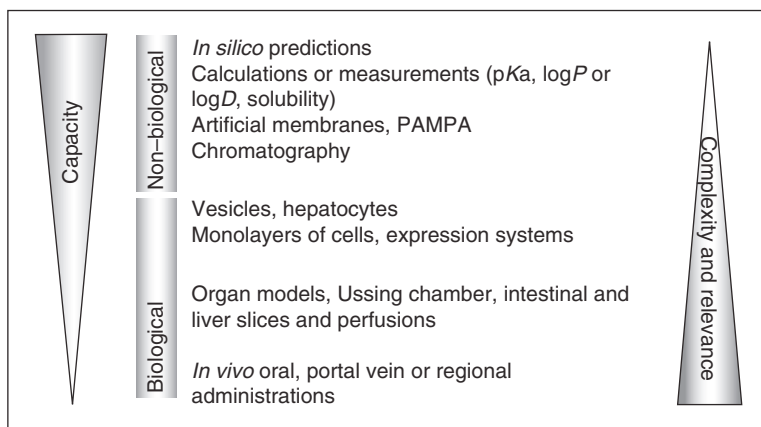 Capacity
Non–biological
In silico predictions
Calculations or measurements (pKa, logP or
logD, solubility)
Artificial membranes, PAMPA
Chromatography
Biological
Vesicles, hepatocytes
Monolayers of cells, expression systems
Organ models, Ussing chamber, intestinal and
liver slices and perfusions
In vivo oral, portal vein or regional
administrations
Complexity and relevance